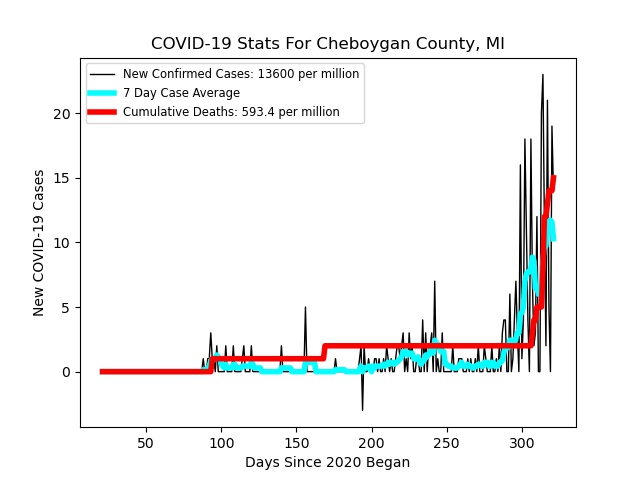 COVID-19 Stats For Cheboygan County, MI
New Confirmed Cases: 13600 per million
7 Day Case Average
Cumulative Deaths: 593.4 per million
New COVID-19 Cases
20
15
10
5
0
50
100
150
200
250
300
Days Since 2020 Began